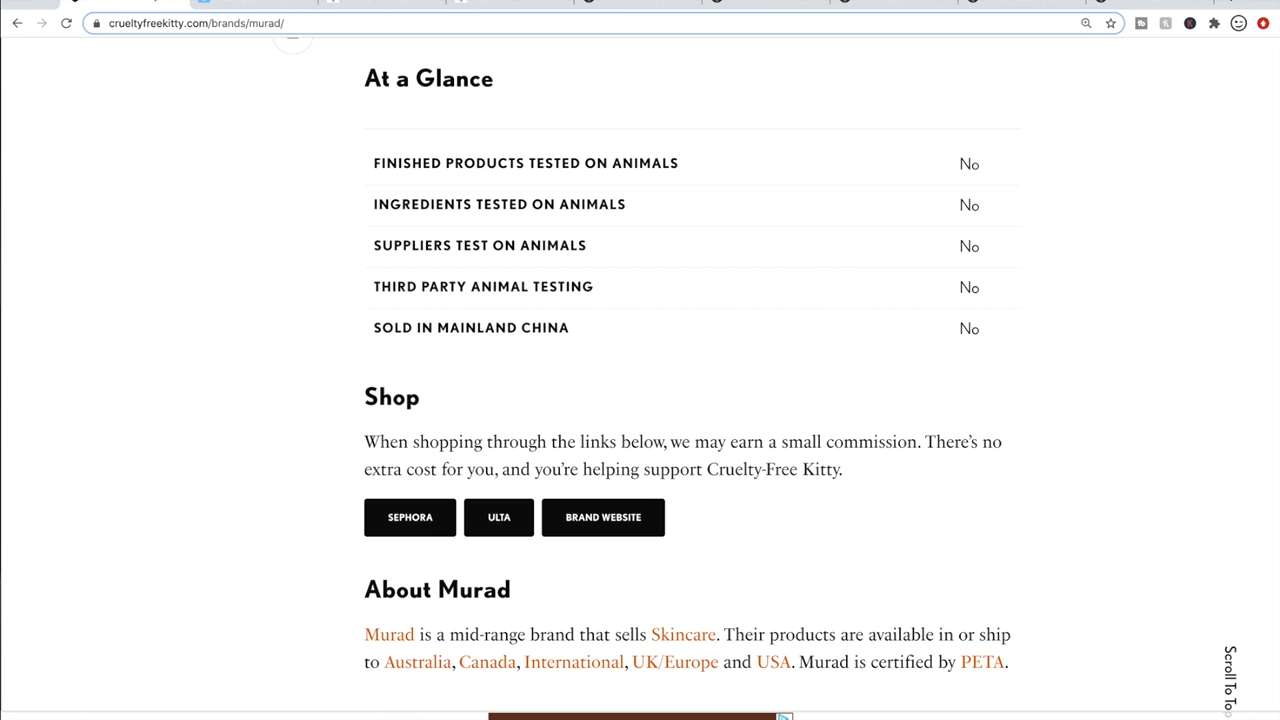 crueltyfreekitty.com/brands/murad/
At a Glance
FINISHED PRODUCTS TESTED ON ANIMALS No
INGREDIENTS TESTED ON ANIMALS No
SUPPLIERS TEST ON ANIMALS No
THIRD PARTY ANIMAL TESTING No
SOLD IN MAINLAND CHINA No
Shop
When shopping through the links below, we may earn a small commission. There's no
extra cost for you, and you're helping support Cruelty-Free Kitty.
SEPHORA ULTA BRAND WEBSITE
About Murad
Murad is a mid-range brand that sells Skincare. Their products are available in or ship
to Australia, Canada, International, UK/Europe and USA. Murad is certified by PETA.
Scroll To Top